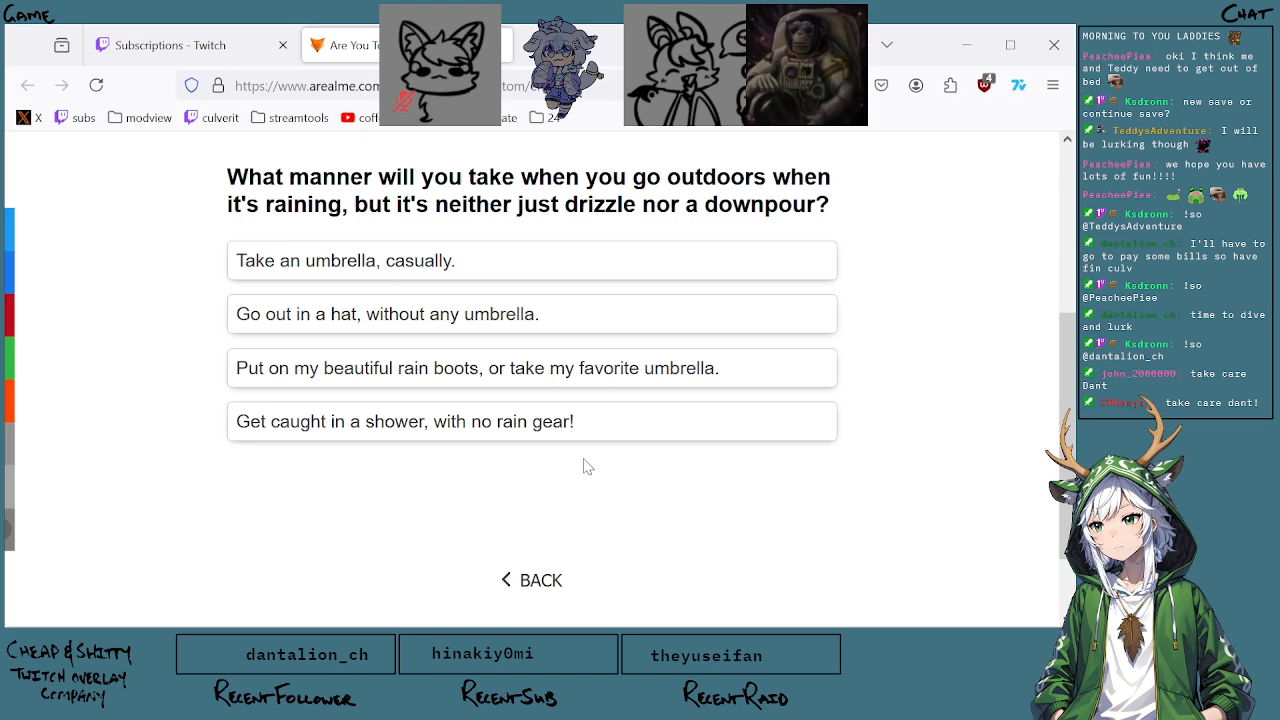 GAME
CHAT
Subscriptions - Twitch
Are You T
https://www.realme
tom/
4
X
subs
modview
culverit
streamtools
coff
ate
24
What manner will you take when you go outdoors when
it's raining, but it's neither just drizzle nor a downpour?
Take an umbrella, casually.
Go out in a hat, without any umbrella.
Put on my beautiful rain boots, or take my favorite umbrella.
Get caught in a shower, with no rain gear!
BACK
MORNING TO YOU LADDIES
PeacheePiee: oki I think me
and Teddy need to get out of
bed
Ksdronn: new save or
continue save?
TeddysAdventure: I will
be lurking though
PeacheePiee: we hope you have
lots of fun!!!!
PeacheePiee:
Ksdronn: !so
@TeddysAdventure
dantalion_ch: I'll have to
go to pay some bills so have
fin culv
Ksdronn: !so
@PeacheePiee
dantalion_ch: time to dive
and lurk
Ksdronn: !so
@dantalion_ch
john_2000000: take care
Dant
take care dant!
CHEAP & SHITTY
TWITCH OVERLAY
COMPANY
dantalion_ch
hinakiy0mi
theyuseifan
RECENT FOLLOWER
RECENT SUB
RECENT RAID